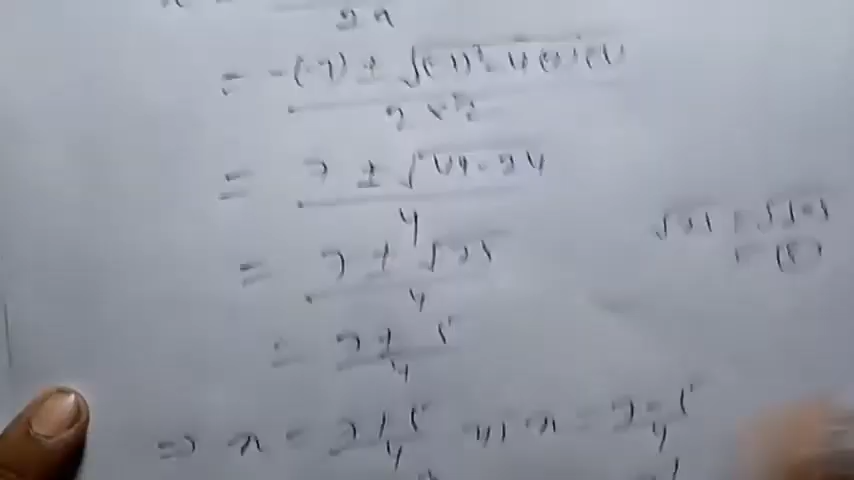 2a
= -(-7) ± √(-7)² - 4(2)(3)
2 × 2
= 7 ± √49 - 24
4
= 7 ± √25
4
√25 = √5×5
= (5)
= 7 ± 5
4
⇒ x = 7 + 5 / 4 x = 7 - 5 / 4